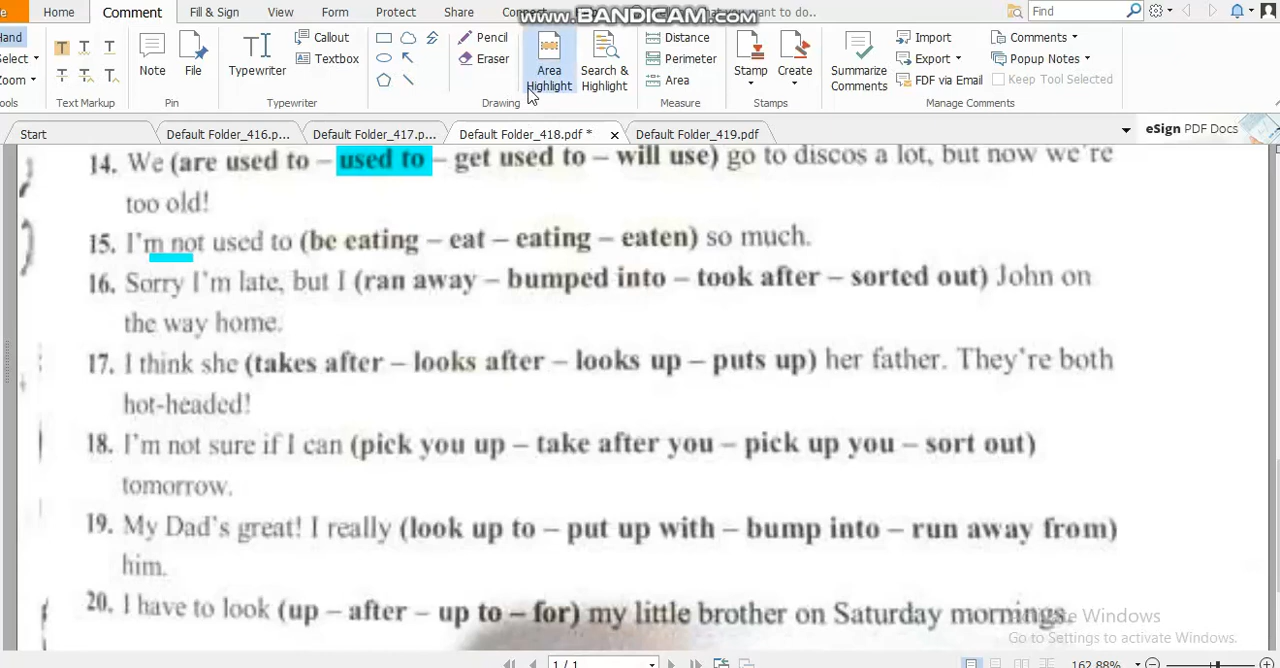 www.BANDICAM.com
Home Comment Fill & Sign View Form Protect Share you want to do.. Find
Hand
Select
Zoom
Note File Typewriter Callout
Textbox
Pencil
Eraser
Area
Highlight
Search &
Highlight
Distance
Perimeter
Area
Stamp Create Summarize
Comments
Import
Export
FDF via Email
Comments
Popup Notes
Keep Tool Selected
Text Markup Pin Typewriter Drawing Measure Stamps Manage Comments
Start Default Folder_416.p... Default Folder_417.p... Default Folder_418.pdf * Default Folder_419.pdf eSign PDF Docs
14. We (are used to – used to – get used to – will use) go to discos a lot, but now we're
too old!
15. I'm not used to (be eating – eat – eating – eaten) so much.
16. Sorry I'm late, but I (ran away – bumped into – took after – sorted out) John on
the way home.
17. I think she (takes after – looks after – looks up – puts up) her father. They're both
hot-headed!
18. I'm not sure if I can (pick you up – take after you – pick up you – sort out)
tomorrow.
19. My Dad's great! I really (look up to – put up with – bump into – run away from)
him.
20. I have to look (up – after – up to – for) my little brother on Saturday mornings.
Windows
Go to Settings to activate Windows.
1 / 1 162.88%